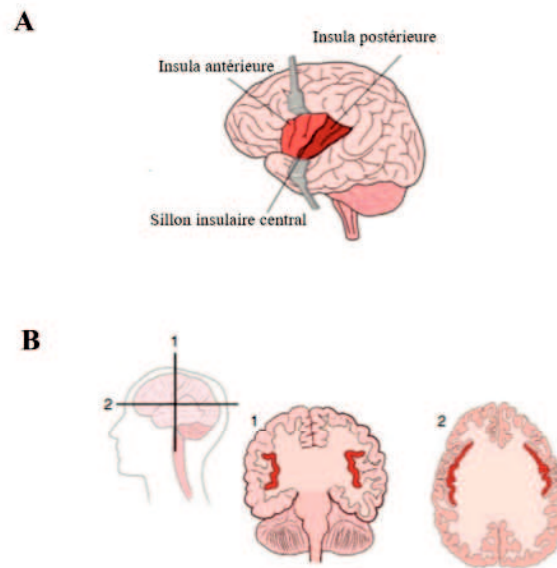 A
Insula postérieure
Insula antérieure
Sillon insulaire central
B
1
2
1
2